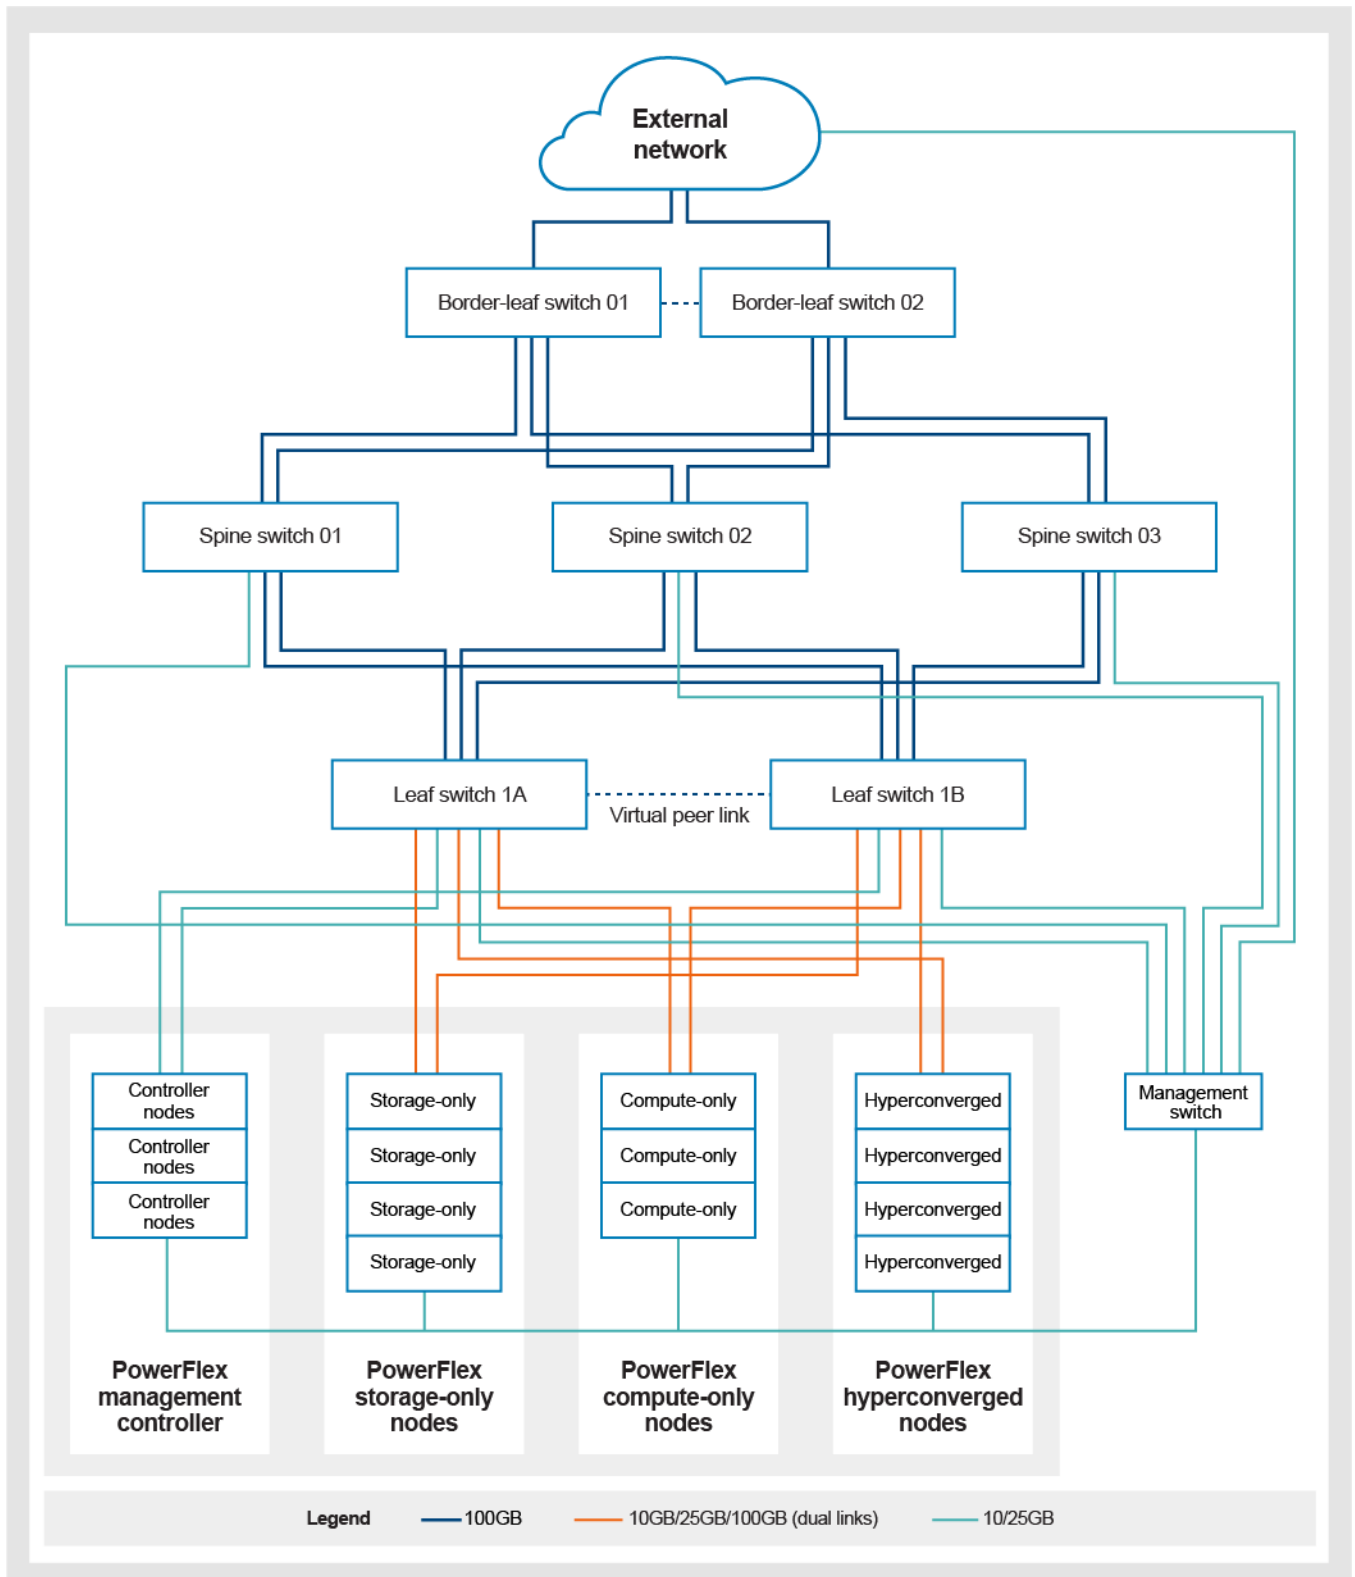 External
network
Border-leaf switch 01
Border-leaf switch 02
Spine switch 01
Spine switch 02
Spine switch 03
Leaf switch 1A
Virtual peer link
Leaf switch 1B
Controller
nodes
Controller
nodes
Controller
nodes
Storage-only
Storage-only
Storage-only
Storage-only
Compute-only
Compute-only
Compute-only
Hyperconverged
Hyperconverged
Hyperconverged
Hyperconverged
Management
switch
PowerFlex
management
controller
PowerFlex
storage-only
nodes
PowerFlex
compute-only
nodes
PowerFlex
hyperconverged
nodes
Legend
100GB
10GB/25GB/100GB (dual links)
10/25GB